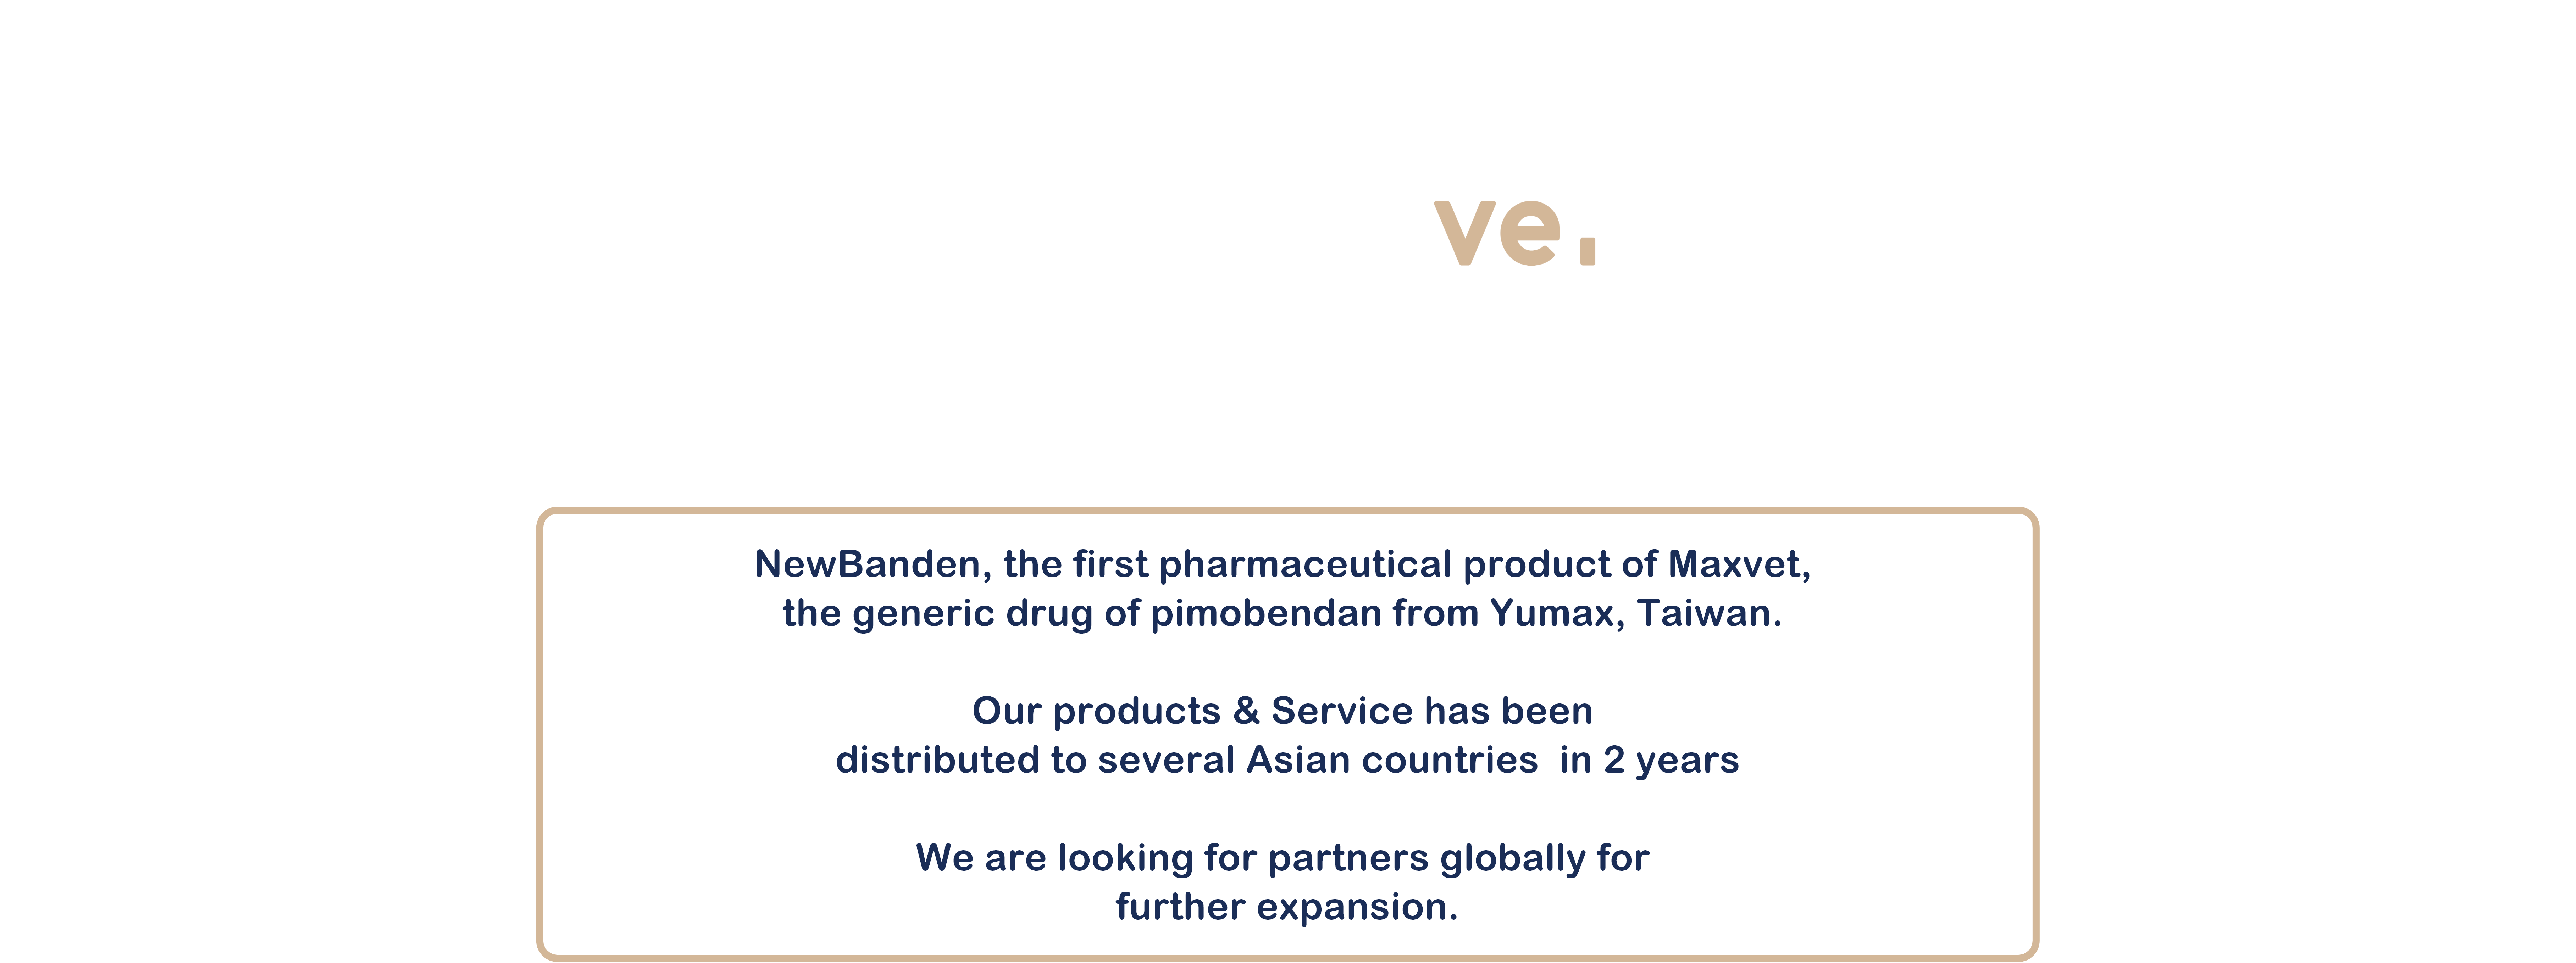 ve.
NewBanden, the first pharmaceutical product of Maxvet,
the generic drug of pimobendan from Yumax, Taiwan.
Our products & Service has been
distributed to several Asian countries  in 2 years
We are looking for partners globally for
further expansion.